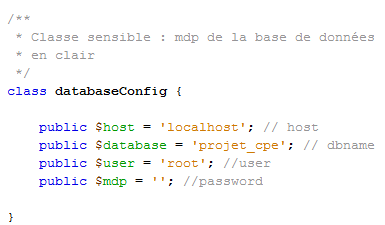 /**
 * Classe sensible : mdp de la base de données
 * en clair
 */
class databaseConfig {
    public $host = 'localhost'; // host
    public $database = 'projet_cpe'; // dbname
    public $user = 'root'; //user
    public $mdp = ''; //password
}